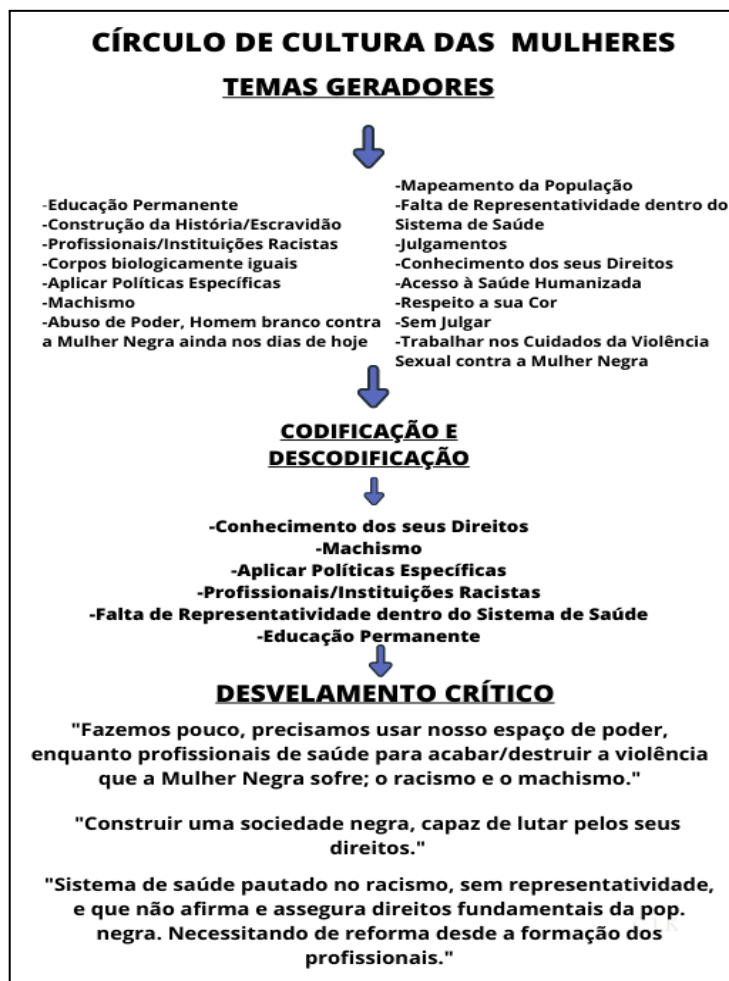 CÍRCULO DE CULTURA DAS MULHERES
TEMAS GERADORES
-Educação Permanente
-Construção da História/Escravidão
-Profissionais/Instituições Racistas
-Corpos biologicamente iguais
-Aplicar Políticas Específicas
-Machismo
-Abuso de Poder, Homem branco contra
a Mulher Negra ainda nos dias de hoje
-Mapeamento da População
-Falta de Representatividade dentro do
Sistema de Saúde
-Julgamentos
-Conhecimento dos seus Direitos
-Acesso à Saúde Humanizada
-Respeito a sua Cor
-Sem Julgar
-Trabalhar nos Cuidados da Violência
Sexual contra a Mulher Negra
CODIFICAÇÃO E
DESCODIFICAÇÃO
-Conhecimento dos seus Direitos
-Machismo
-Aplicar Políticas Específicas
-Profissionais/Instituições Racistas
-Falta de Representatividade dentro do Sistema de Saúde
-Educação Permanente
DESVELAMENTO CRÍTICO
"Fazemos pouco, precisamos usar nosso espaço de poder,
enquanto profissionais de saúde para acabar/destruir a violência
que a Mulher Negra sofre; o racismo e o machismo."
"Construir uma sociedade negra, capaz de lutar pelos seus
direitos."
"Sistema de saúde pautado no racismo, sem representatividade,
e que não afirma e assegura direitos fundamentais da pop.
negra. Necessitando de reforma desde a formação dos
profissionais."